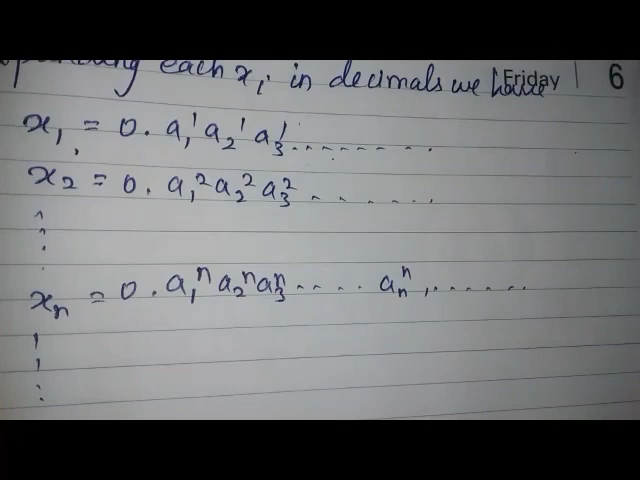 each xᵢ in decimals we have
Friday 6
x₁ = 0. a₁¹ a₂¹ a₃¹ ........
x₂ = 0. a₁² a₂² a₃² .......
xₙ = 0. a₁ⁿ a₂ⁿ a₃ⁿ ..... aₙⁿ, .......